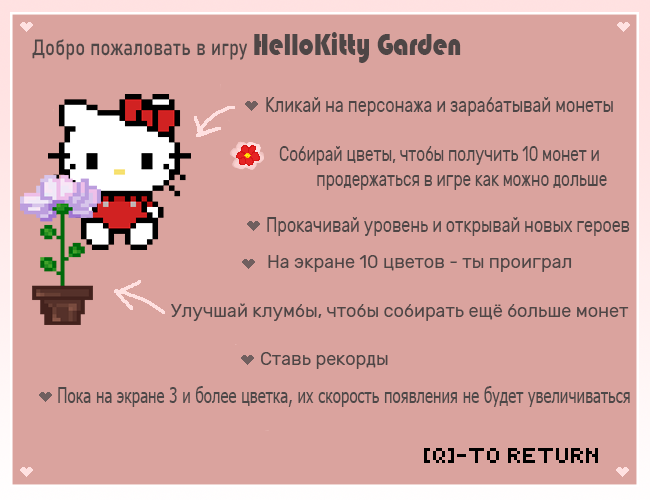 Добро пожаловать в игру HelloKitty Garden
Кликай на персонажа и зарабатывай монеты
Собирай цветы, чтобы получить 10 монет и
продержаться в игре как можно дольше
Прокачивай уровень и открывай новых героев
На экране 10 цветов - ты проиграл
Улучшай клумбы, чтобы собирать ещё больше монет
Ставь рекорды
Пока на экране 3 и более цветка, их скорость появления не будет увеличиваться
[Q]-TO RETURN